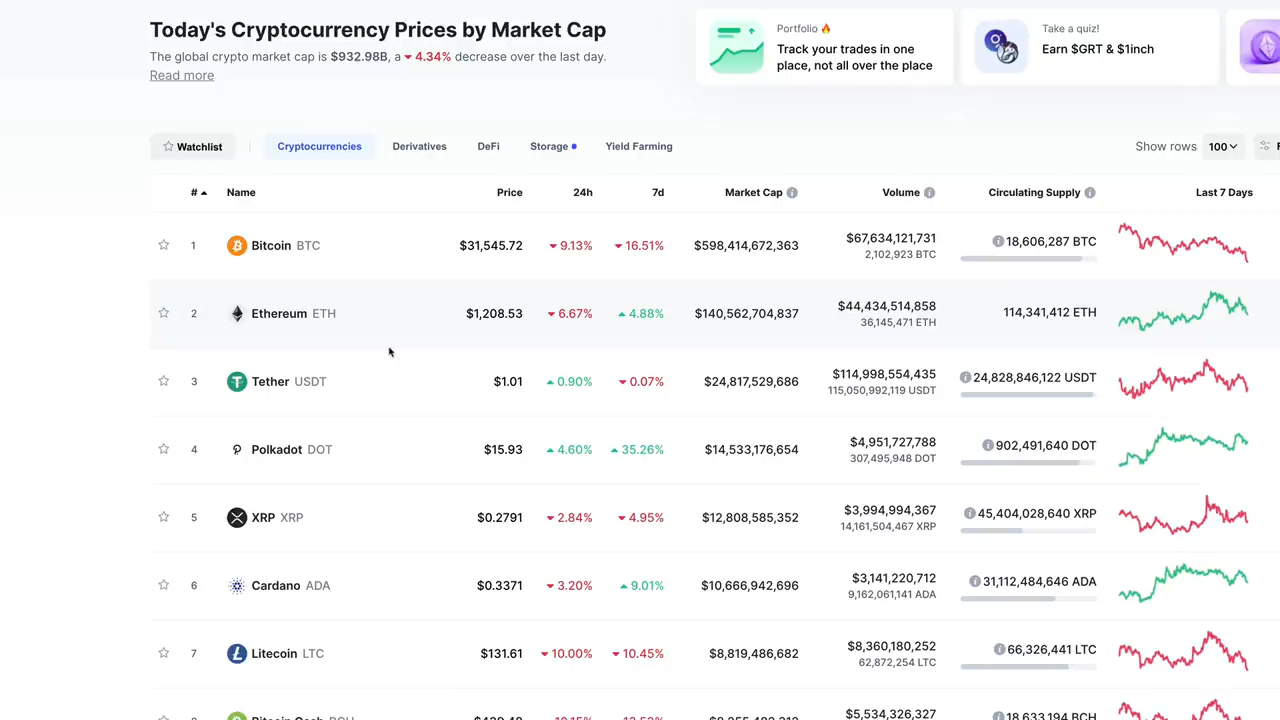 Today's Cryptocurrency Prices by Market Cap
The global crypto market cap is $932.98B, a 4.34% decrease over the last day.
Read more
Portfolio 🔥
Track your trades in one
place, not all over the place
Take a quiz!
Earn $GRT & $1inch
Watchlist
Cryptocurrencies
Derivatives
DeFi
Storage
Yield Farming
Show rows
100
# Name Price 24h 7d Market Cap Volume Circulating Supply Last 7 Days
1 Bitcoin BTC $31,545.72 9.13% 16.51% $598,414,672,363 $67,634,121,731 18,606,287 BTC
2,102,923 BTC
2 Ethereum ETH $1,208.53 6.67% 4.88% $140,562,704,837 $44,434,514,858 114,341,412 ETH
36,145,471 ETH
3 Tether USDT $1.01 0.90% 0.07% $24,817,529,686 $114,998,554,435 24,828,846,122 USDT
115,050,992,119 USDT
4 Polkadot DOT $15.93 4.60% 35.26% $14,533,176,654 $4,951,727,788 902,491,640 DOT
307,495,948 DOT
5 XRP XRP $0.2791 2.84% 4.95% $12,808,585,352 $3,994,994,367 45,404,028,640 XRP
14,161,504,467 XRP
6 Cardano ADA $0.3371 3.20% 9.01% $10,666,942,696 $3,141,220,712 31,112,484,646 ADA
9,162,061,141 ADA
7 Litecoin LTC $131.61 10.00% 10.45% $8,819,486,682 $8,360,180,252 66,326,441 LTC
62,872,254 LTC
$5,534,326,327 18,633,194 BCH